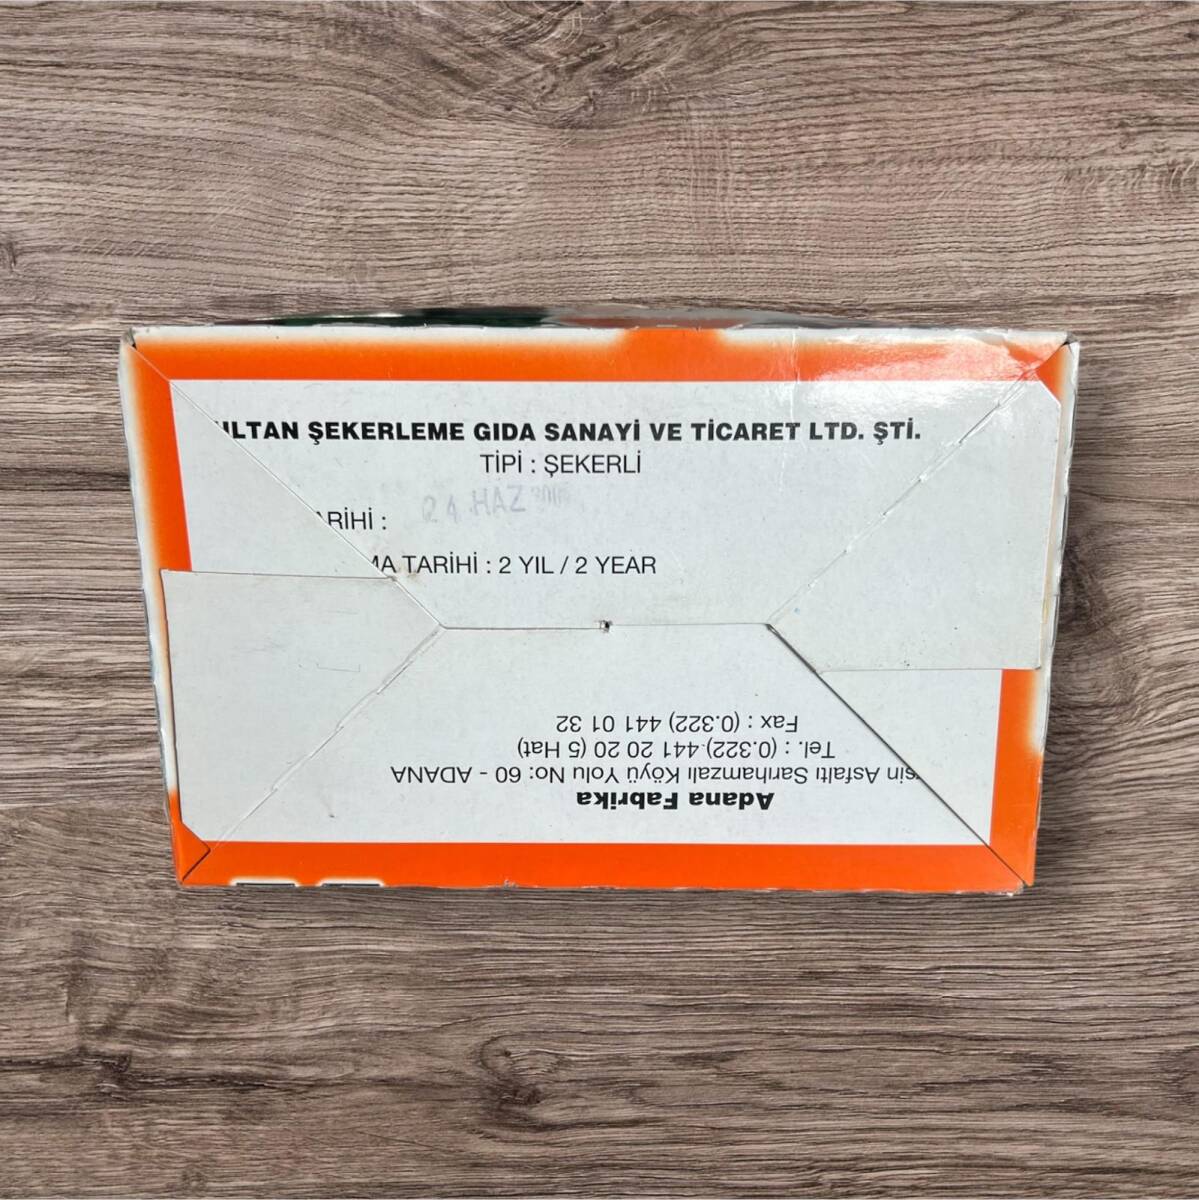 ULTAN ŞEKERLEME GIDA SANAYİ VE TİCARET LTD. ŞTİ.
TİPİ : ŞEKERLİ
ARİHİ : 24 HAZ
MA TARİHİ : 2 YIL / 2 YEAR
Adana Fabrika
sin Asfaltı Sarıhamzalı Köyü Yolu No: 60 - ADANA
Tel. : (0.322) 441 20 20 (5 Hat)
Fax : (0.322) 441 01 32